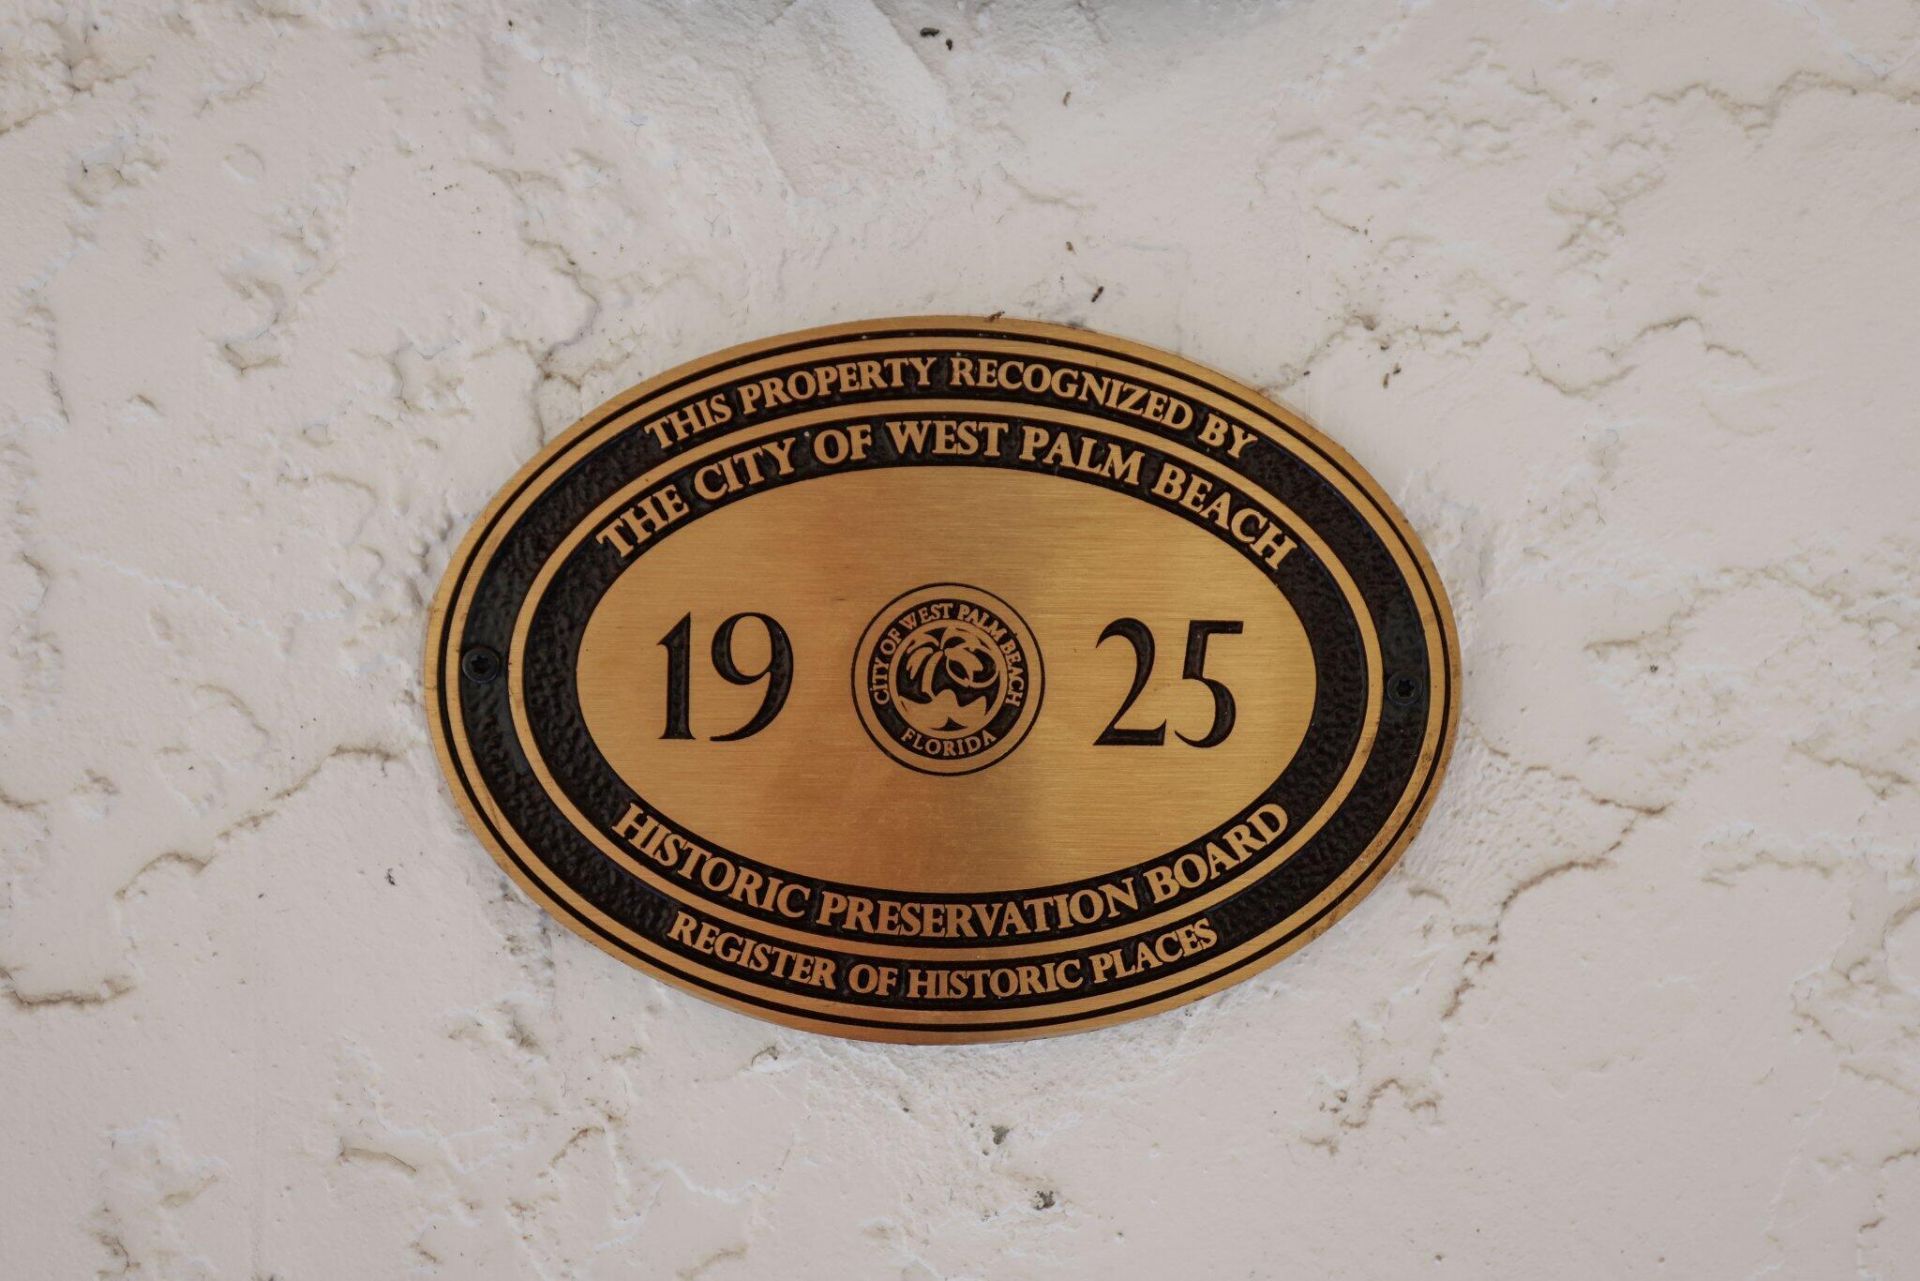 THIS PROPERTY RECOGNIZED BY
THE CITY OF WEST PALM BEACH
19
CITY OF WEST PALM BEACH
FLORIDA
25
HISTORIC PRESERVATION BOARD
REGISTER OF HISTORIC PLACES